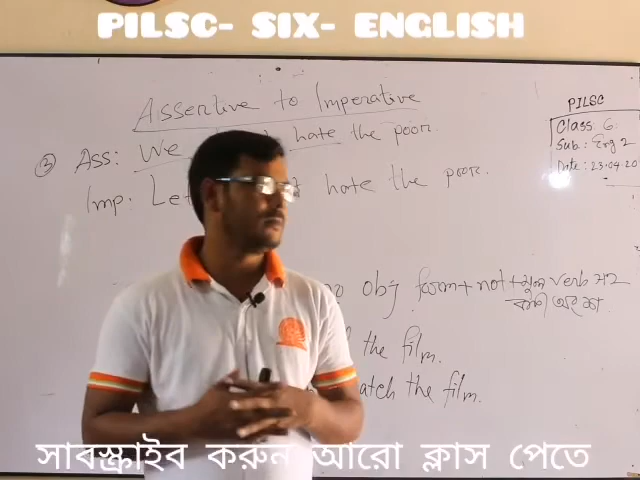 PILSC- SIX- ENGLISH
Assertive to Imperative
PILSC
Class: 6
Sub.: Eng 2
Date: 23.04.20
② Ass: We hate the poor.
Imp. Let hate the poor.
obj form + not + মূল verb সহ
বাকী অংশ
the film.
the film.
সাবস্ক্রাইব করুন আরো ক্লাস পেতে